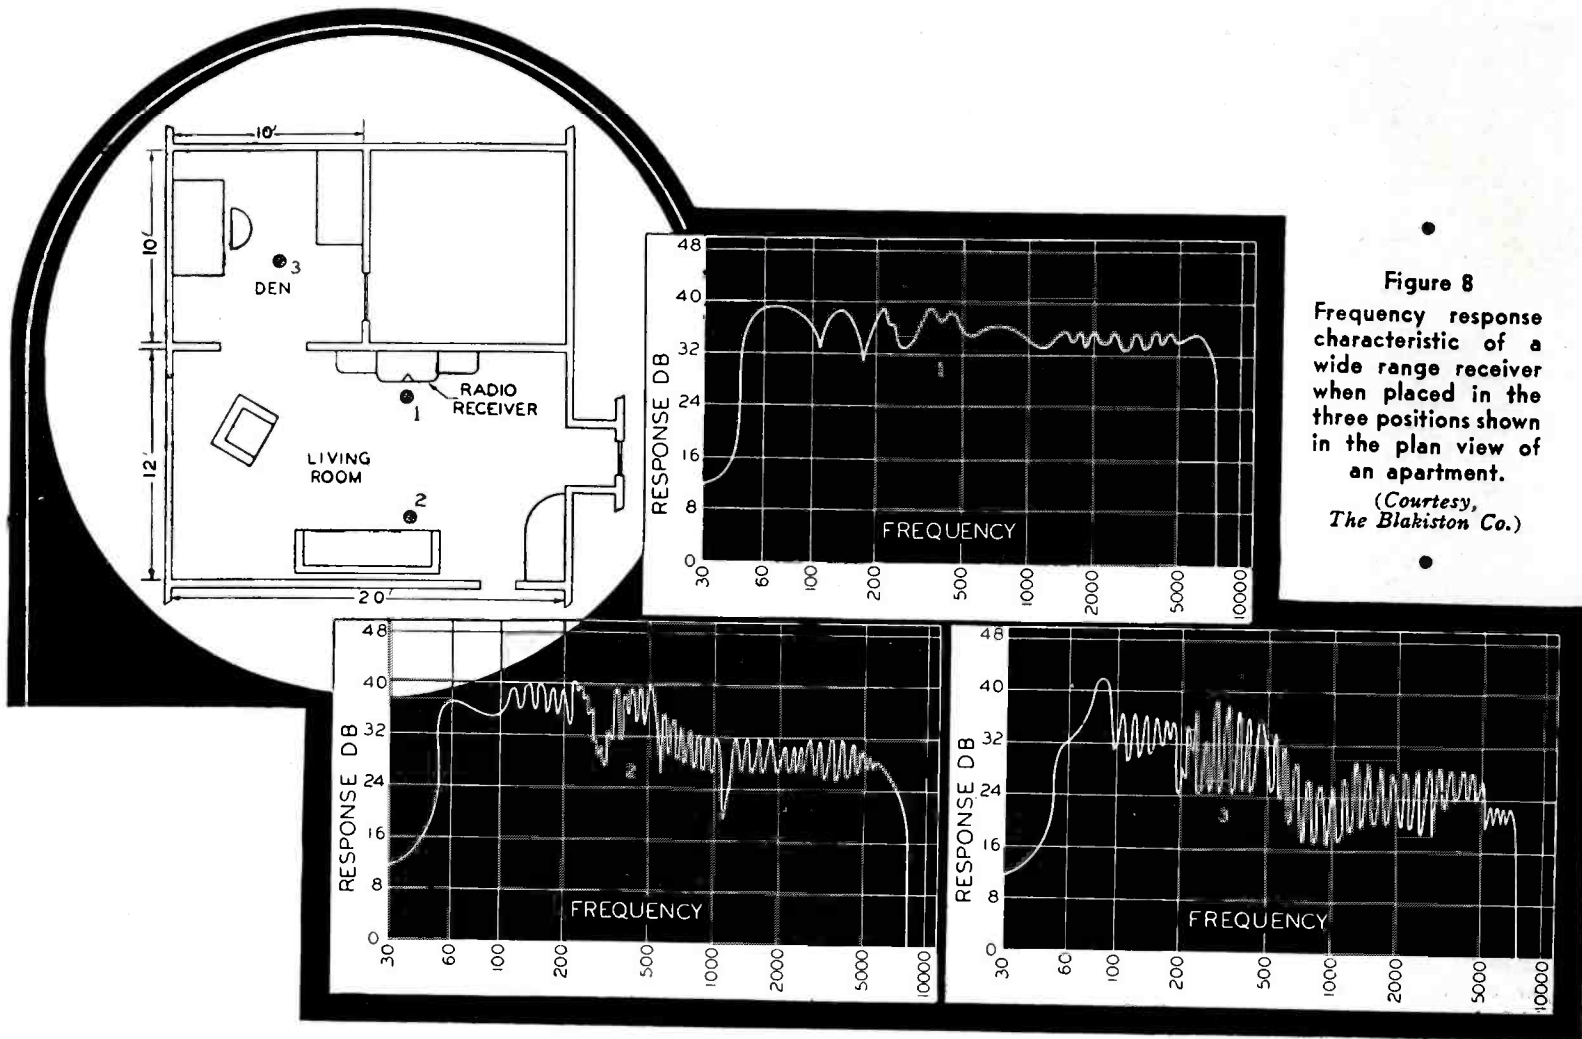 10'
10'
3
DEN
RADIO
RECEIVER
1
12'
LIVING
ROOM
2
20'
48
40
32
24
16
8
0
RESPONSE DB
1
FREQUENCY
30
60
100
200
500
1000
2000
5000
10000
Figure 8
Frequency response
characteristic of a
wide range receiver
when placed in the
three positions shown
in the plan view of
an apartment.
(Courtesy,
The Blakiston Co.)
48
40
32
24
16
8
0
RESPONSE DB
2
FREQUENCY
30
60
100
200
500
1000
2000
5000
10000
48
40
32
24
16
8
0
RESPONSE DB
3
FREQUENCY
30
60
100
200
500
1000
2000
5000
10000